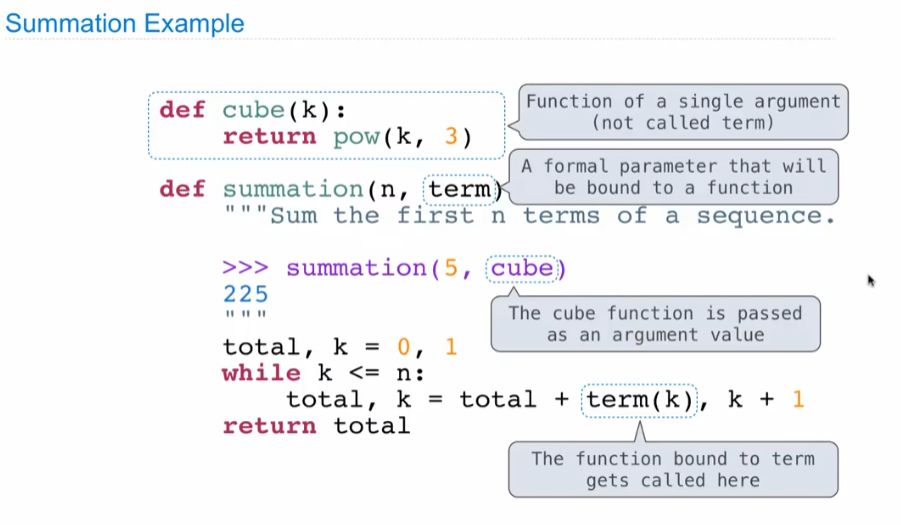 Summation Example
def cube(k):
    return pow(k, 3)
Function of a single argument
(not called term)
def summation(n, term)
A formal parameter that will
be bound to a function
    """Sum the first n terms of a sequence.
    >>> summation(5, cube)
    225
    """
The cube function is passed
as an argument value
    total, k = 0, 1
    while k <= n:
        total, k = total + term(k), k + 1
    return total
The function bound to term
gets called here